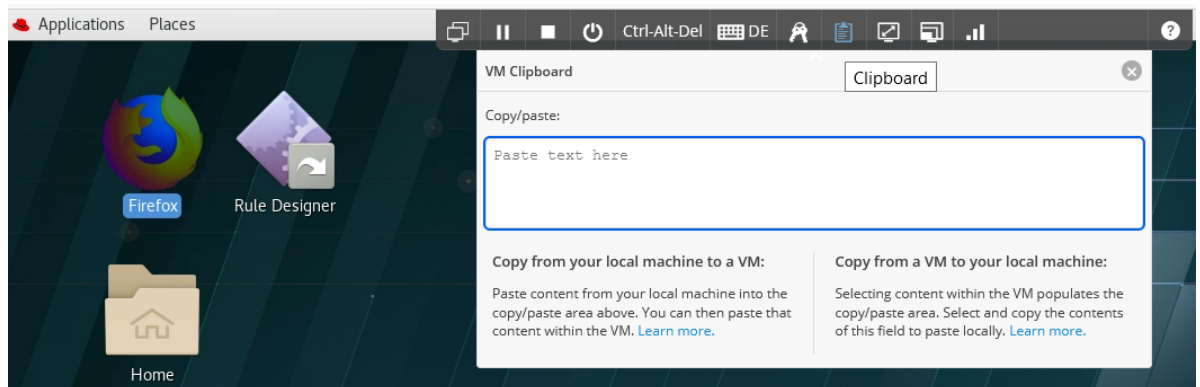 Applications Places
Ctrl-Alt-Del DE ?
VM Clipboard
Clipboard
Copy/paste:
Paste text here
Firefox
Rule Designer
Copy from your local machine to a VM:
Paste content from your local machine into the
copy/paste area above. You can then paste that
content within the VM. Learn more.
Copy from a VM to your local machine:
Selecting content within the VM populates the
copy/paste area. Select and copy the contents
of this field to paste locally. Learn more.
Home